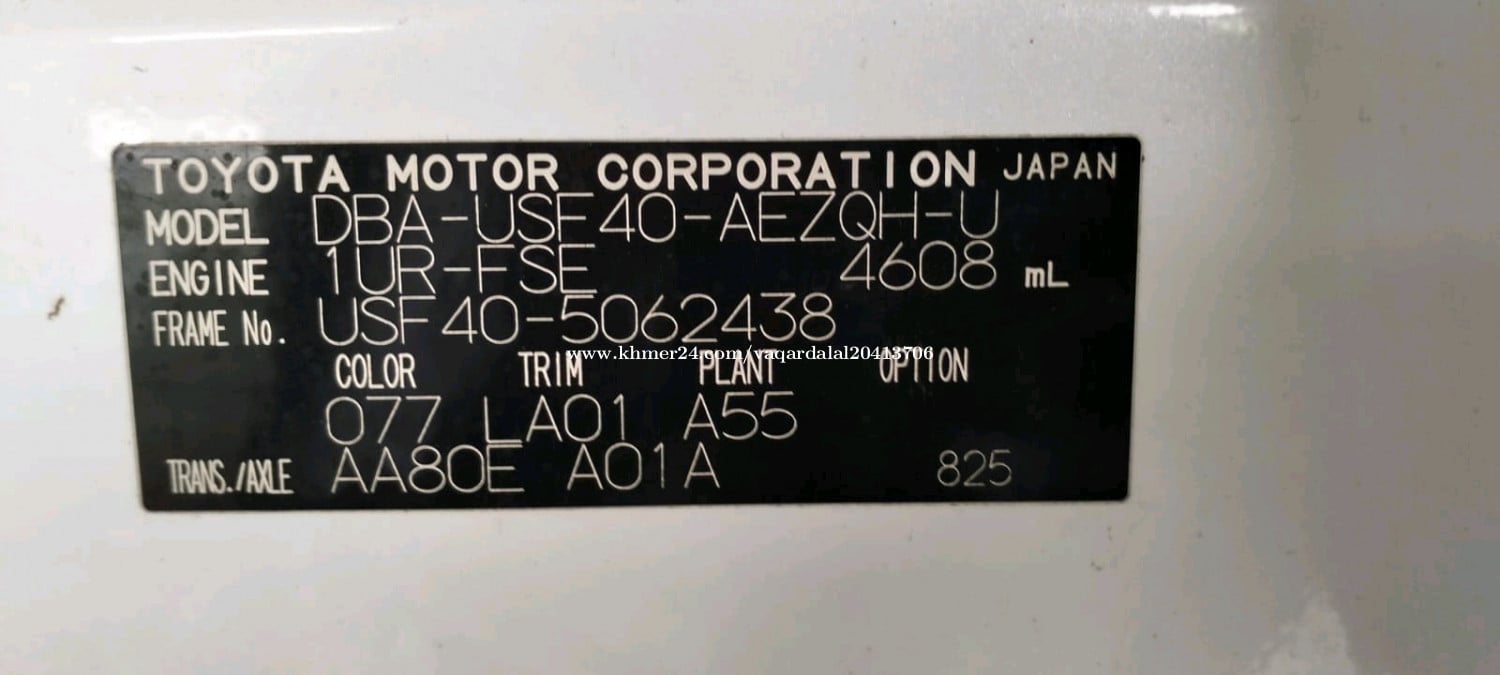 TOYOTA MOTOR CORPORATION JAPAN
MODEL DBA-USF40-AEZQH-U
ENGINE 1UR-FSE 4608 mL
FRAME No. USF40-5062438
www.khmer24.com/vaqardalal20413706
COLOR TRIM PLANT OPTION
077 LA01 A55
TRANS./AXLE AA80E A01A 825